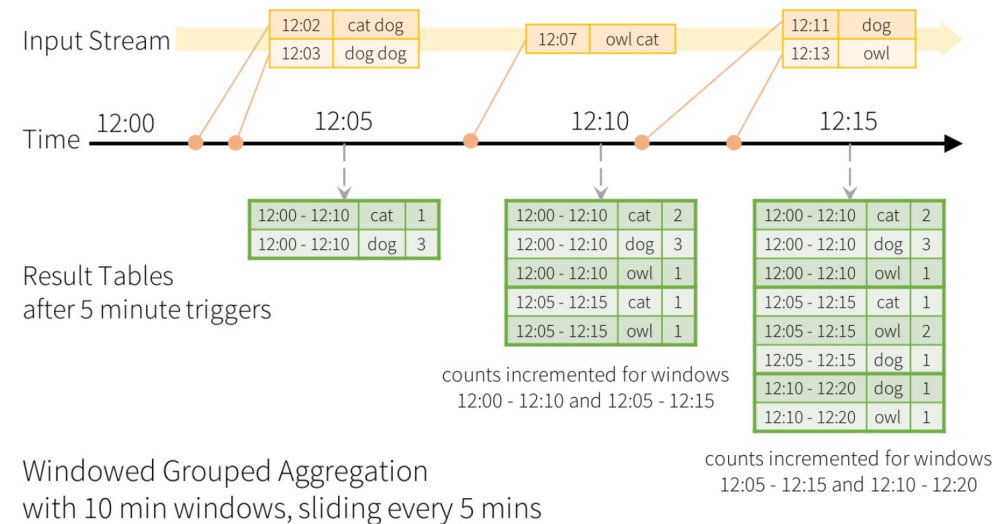 Input Stream
12:02 cat dog
12:03 dog dog
12:07 owl cat
12:11 dog
12:13 owl
Time
12:00
12:05
12:10
12:15
Result Tables
after 5 minute triggers
12:00 - 12:10 cat 1
12:00 - 12:10 dog 3
12:00 - 12:10 cat 2
12:00 - 12:10 dog 3
12:00 - 12:10 owl 1
12:05 - 12:15 cat 1
12:05 - 12:15 owl 1
counts incremented for windows
12:00 - 12:10 and 12:05 - 12:15
12:00 - 12:10 cat 2
12:00 - 12:10 dog 3
12:00 - 12:10 owl 1
12:05 - 12:15 cat 1
12:05 - 12:15 owl 2
12:05 - 12:15 dog 1
12:10 - 12:20 dog 1
12:10 - 12:20 owl 1
counts incremented for windows
12:05 - 12:15 and 12:10 - 12:20
Windowed Grouped Aggregation
with 10 min windows, sliding every 5 mins